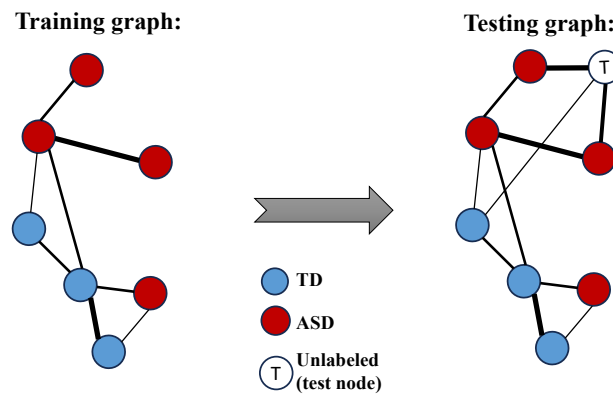 Training graph:
Testing graph:
T
TD
ASD
T
Unlabeled
(test node)